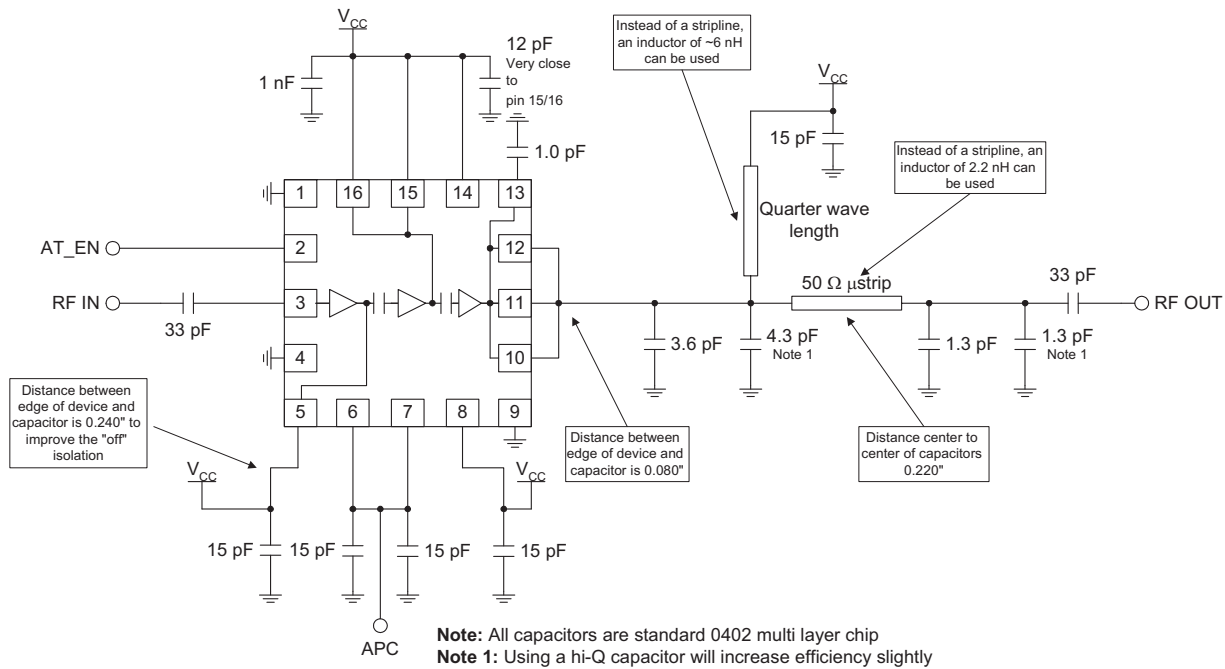 V_CC
1 nF
12 pF
Very close
to
pin 15/16
1.0 pF
Instead of a stripline,
an inductor of ~6 nH
can be used
V_CC
15 pF
Instead of a stripline, an
inductor of 2.2 nH can
be used
Quarter wave
length
1
16
15
14
13
AT_EN
2
12
RF IN
33 pF
3
11
50 Ω µstrip
33 pF
RF OUT
4
10
3.6 pF
4.3 pF
Note 1
1.3 pF
1.3 pF
Note 1
Distance between
edge of device and
capacitor is 0.240" to
improve the "off"
isolation
5
6
7
8
9
Distance between
edge of device and
capacitor is 0.080"
Distance center to
center of capacitors
0.220"
V_CC
V_CC
15 pF
15 pF
15 pF
15 pF
APC
Note: All capacitors are standard 0402 multi layer chip
Note 1: Using a hi-Q capacitor will increase efficiency slightly